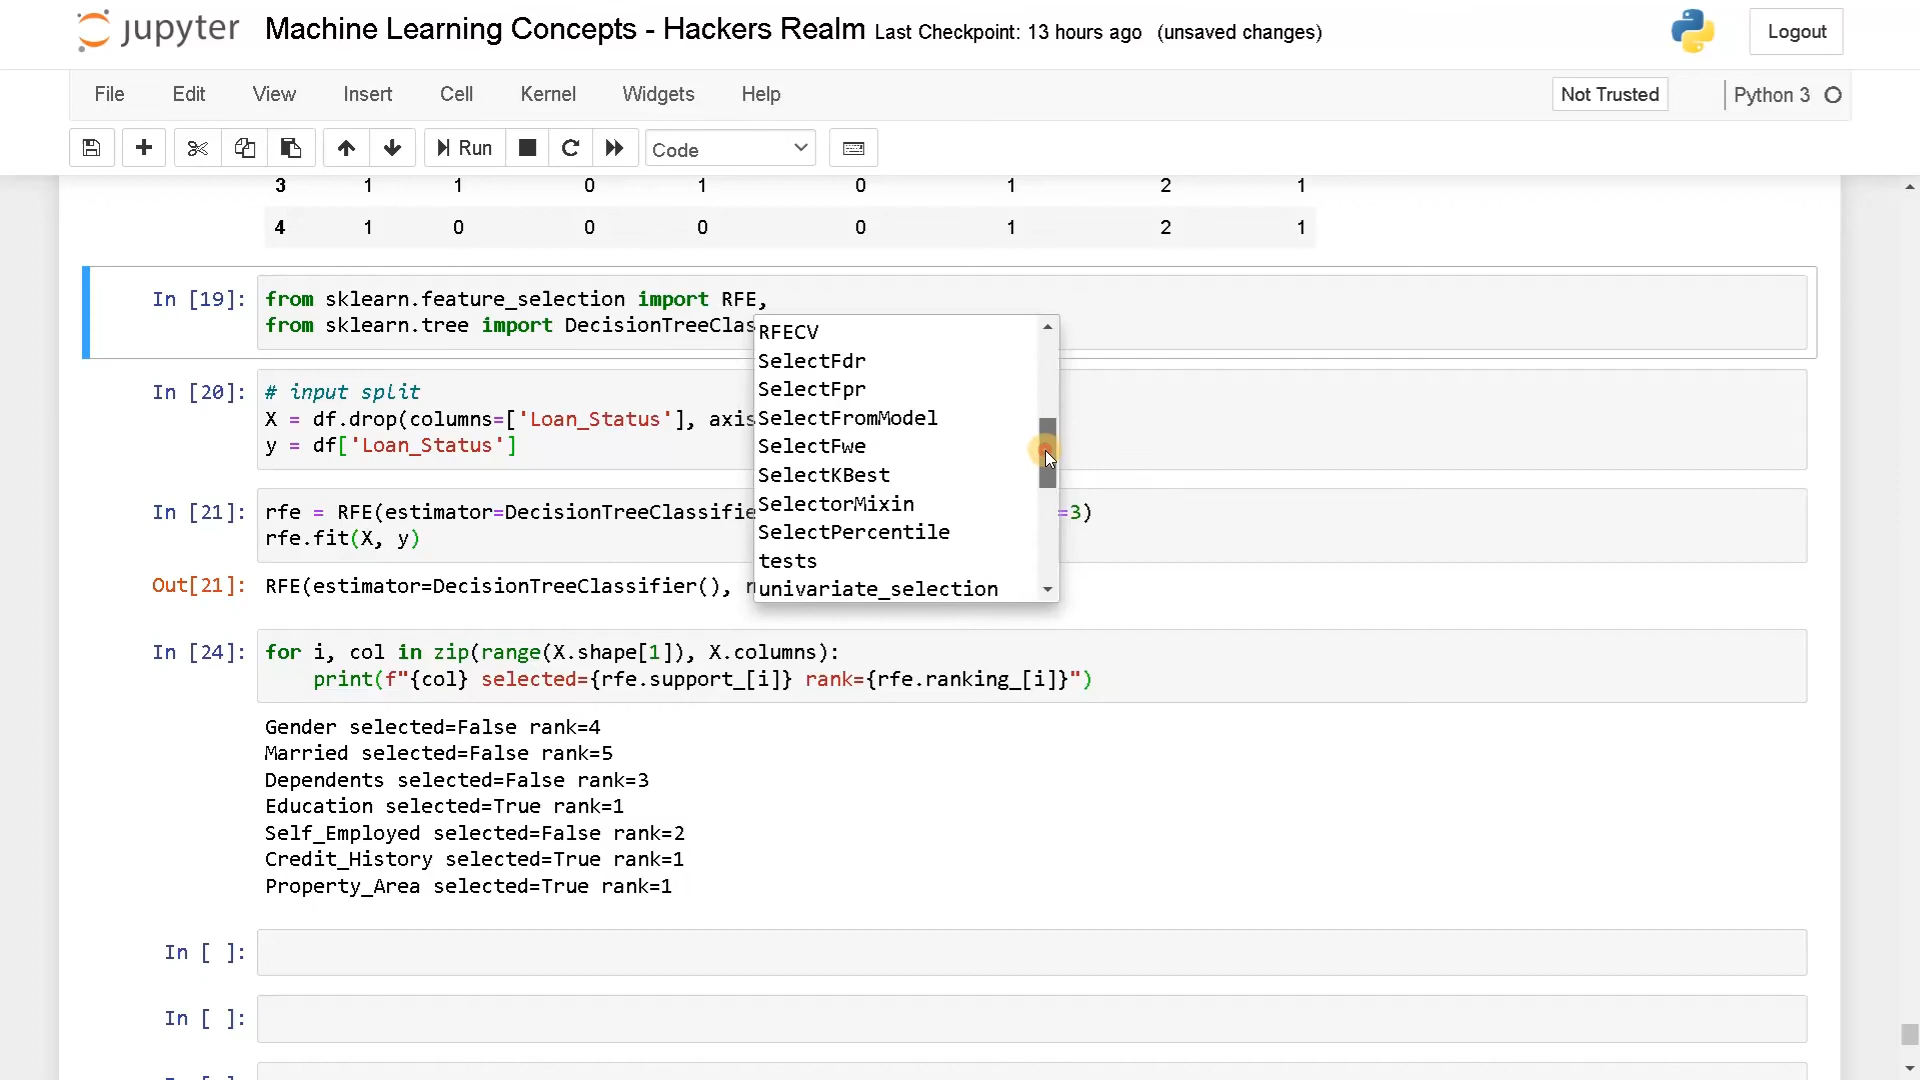 jupyter Machine Learning Concepts - Hackers Realm Last Checkpoint: 13 hours ago (unsaved changes) Logout
File Edit View Insert Cell Kernel Widgets Help Not Trusted Python 3
Run Code
3 1 1 0 1 0 1 2 1
4 1 0 0 0 0 1 2 1
In [19]: from sklearn.feature_selection import RFE,
from sklearn.tree import DecisionTreeClas
RFECV
SelectFdr
SelectFpr
SelectFromModel
SelectFwe
SelectKBest
SelectorMixin
SelectPercentile
tests
univariate_selection
In [20]: # input split
X = df.drop(columns=['Loan_Status'], axis
y = df['Loan_Status']
In [21]: rfe = RFE(estimator=DecisionTreeClassifie =3)
rfe.fit(X, y)
Out[21]: RFE(estimator=DecisionTreeClassifier(),
In [24]: for i, col in zip(range(X.shape[1]), X.columns):
print(f"{col} selected={rfe.support_[i]} rank={rfe.ranking_[i]}")
Gender selected=False rank=4
Married selected=False rank=5
Dependents selected=False rank=3
Education selected=True rank=1
Self_Employed selected=False rank=2
Credit_History selected=True rank=1
Property_Area selected=True rank=1
In [ ]:
In [ ]: